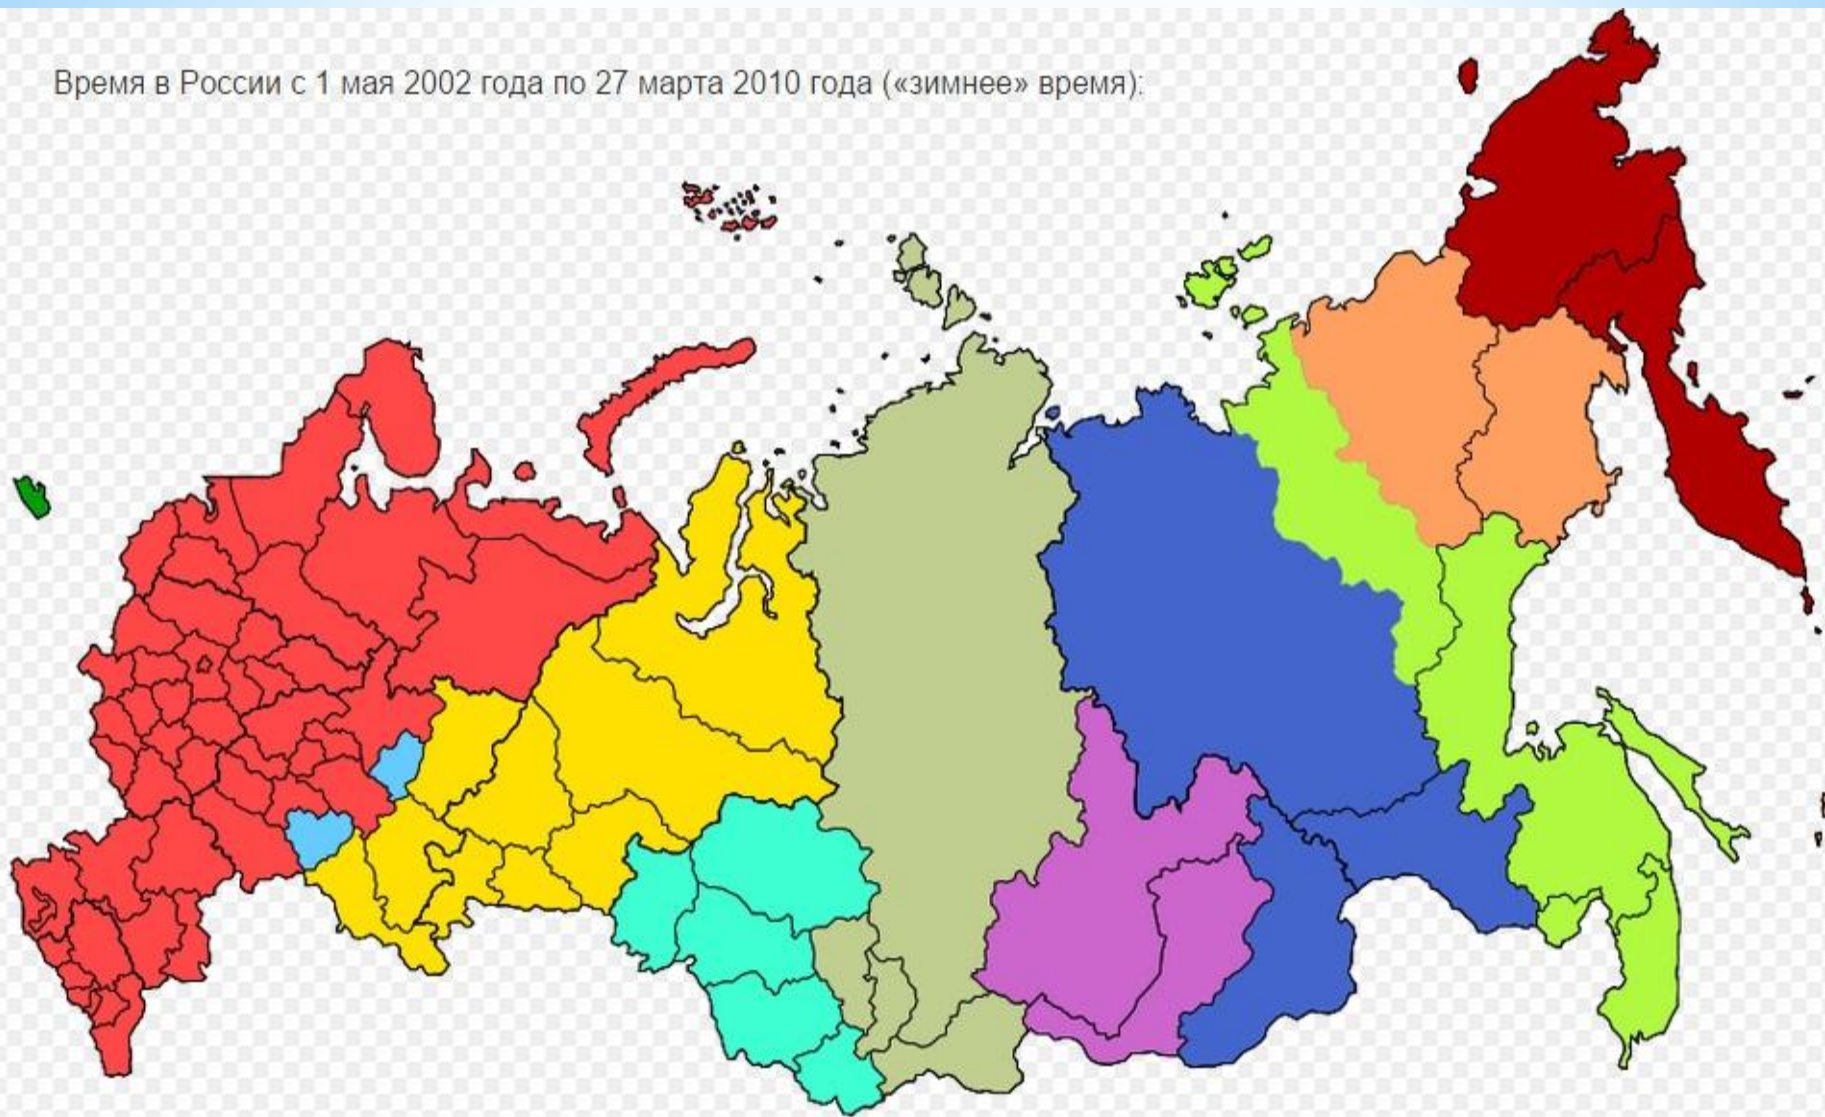 Время в России с 1 мая 2002 года по 27 марта 2010 года («зимнее» время):